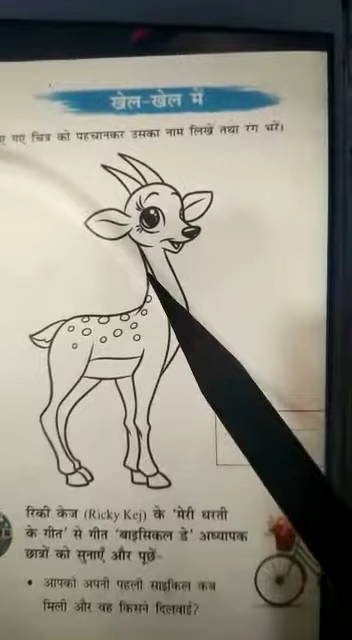 खेल-खेल में
गए चित्र को पहचानकर उसका नाम लिखें तथा रंग भरें।
रिकी केज (Ricky Kej) के 'मेरी धरती
के गीत' से गीत 'बाइसिकल डे' अध्यापक
छात्रों को सुनाएँ और पूछें-
• आपको अपनी पहली साइकिल कब
मिली और वह किसने दिलवाई?